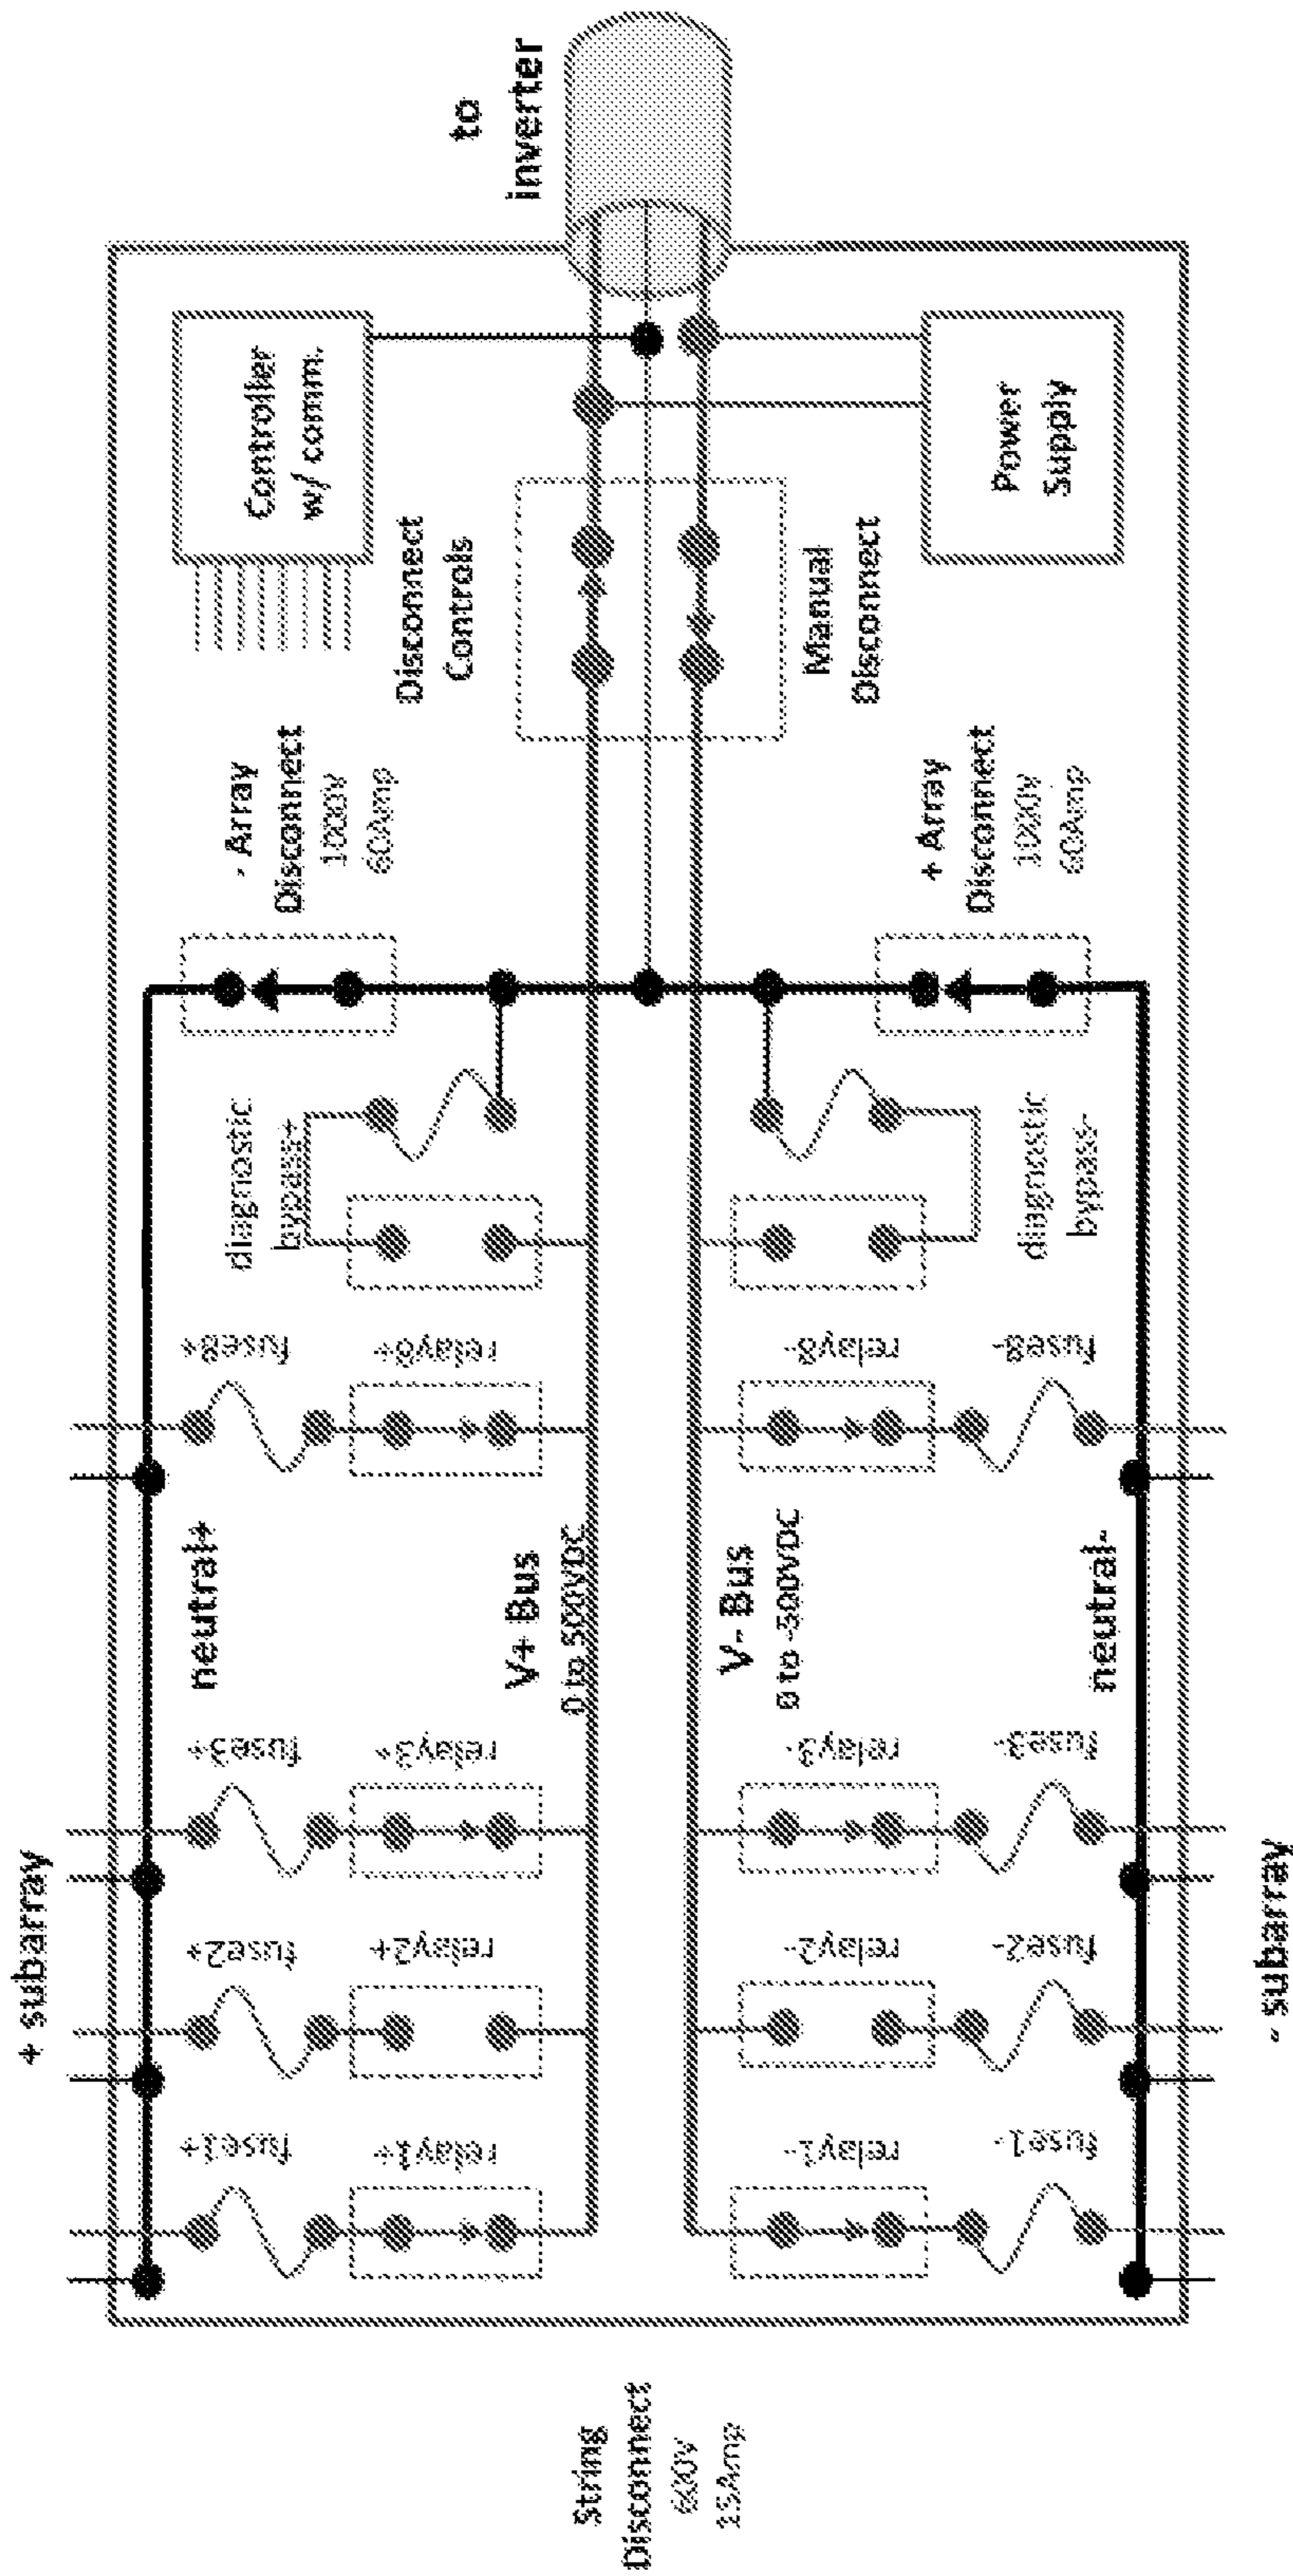 + subarray
String
Disconnect
600V
15Amp
fuse1+
fuse2+
fuse3+
neutral+
fuse8+
relay1+
relay2+
relay3+
relay8+
diagnostic
bypass+
- Array
Disconnect
1000V
60Amp
Controller
w/ comm.
Disconnect
Controls
to
inverter
V+ Bus
0 to 500VDC
V- Bus
0 to -500VDC
relay1-
relay2-
relay3-
relay8-
fuse1-
fuse2-
fuse3-
neutral-
fuse8-
diagnostic
bypass-
Manual
Disconnect
+ Array
Disconnect
1000V
60Amp
Power
Supply
- subarray